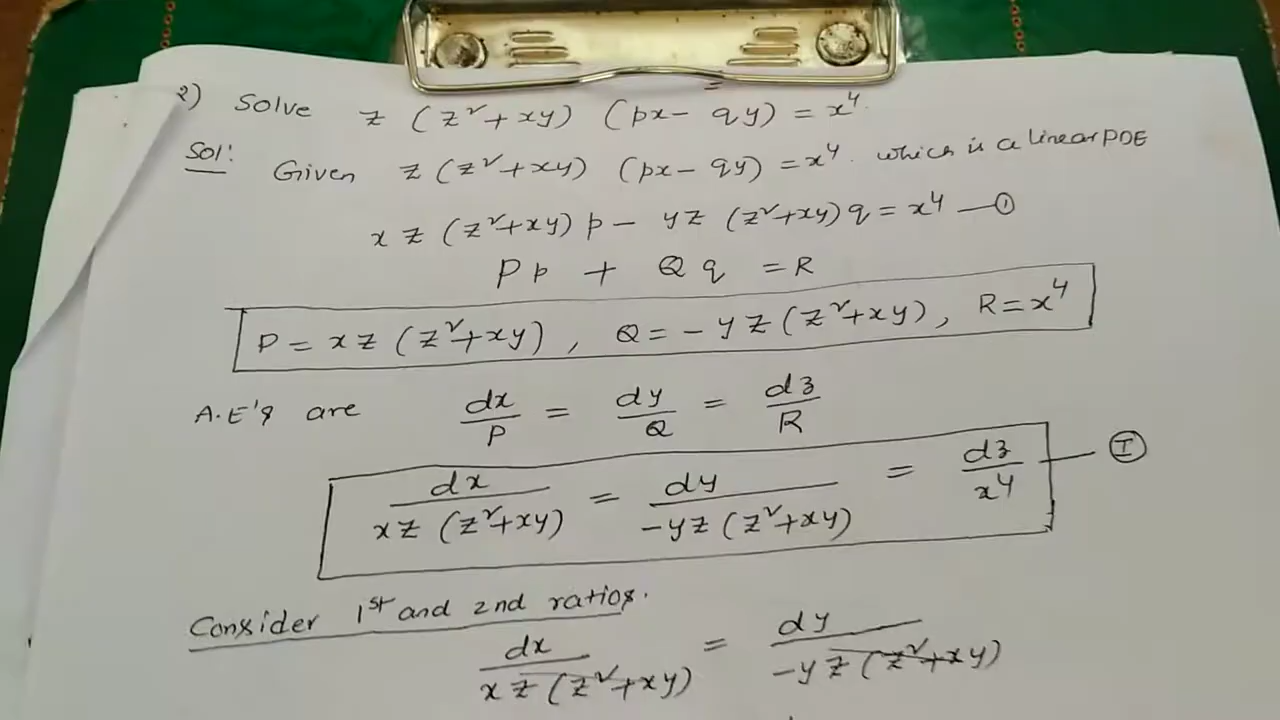 2) Solve z (z²+xy) (px- qy) = x⁴.
Sol: Given z (z²+xy) (px- qy) = x⁴. which is a linear PDE
x z (z²+xy) p - yz (z²+xy) q = x⁴ —①
P p + Q q = R
P = xz (z²+xy) , Q = - yz (z²+xy), R = x⁴
A.E's are dx/P = dy/Q = dz/R
dx/xz (z²+xy) = dy/-yz (z²+xy) = dz/x⁴ — Ⓘ
Consider 1st and 2nd ratios.
dx/xz (z²+xy) = dy/-yz (z²+xy)